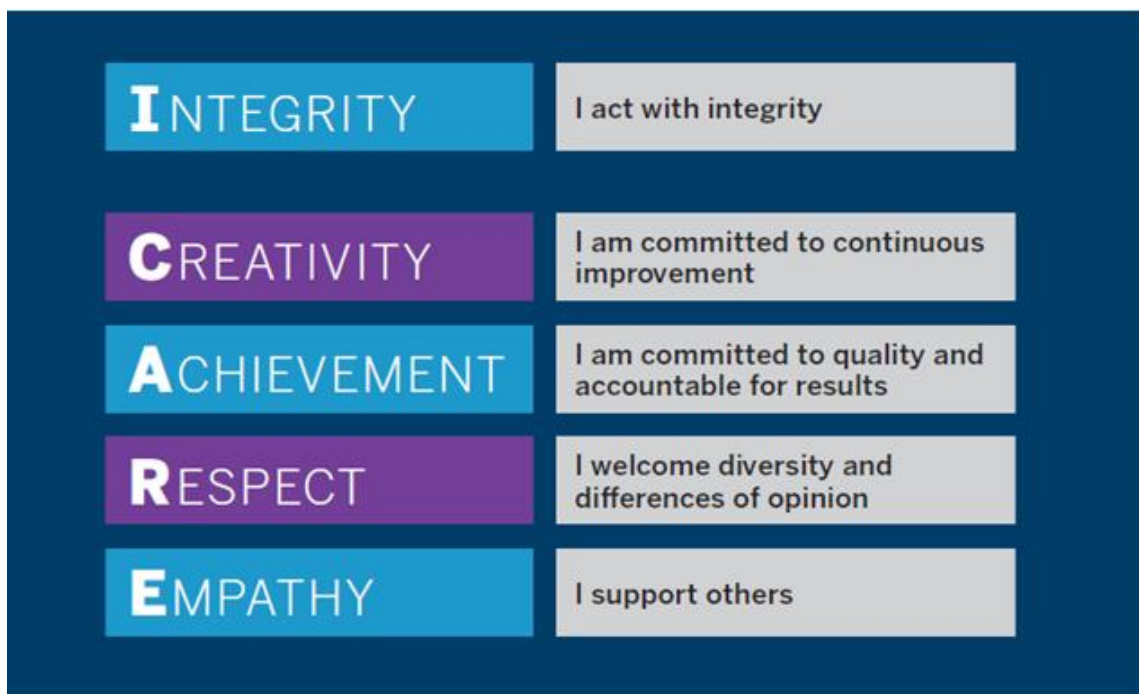 INTEGRITY
I act with integrity
CREATIVITY
I am committed to continuous
improvement
ACHIEVEMENT
I am committed to quality and
accountable for results
RESPECT
I welcome diversity and
differences of opinion
EMPATHY
I support others